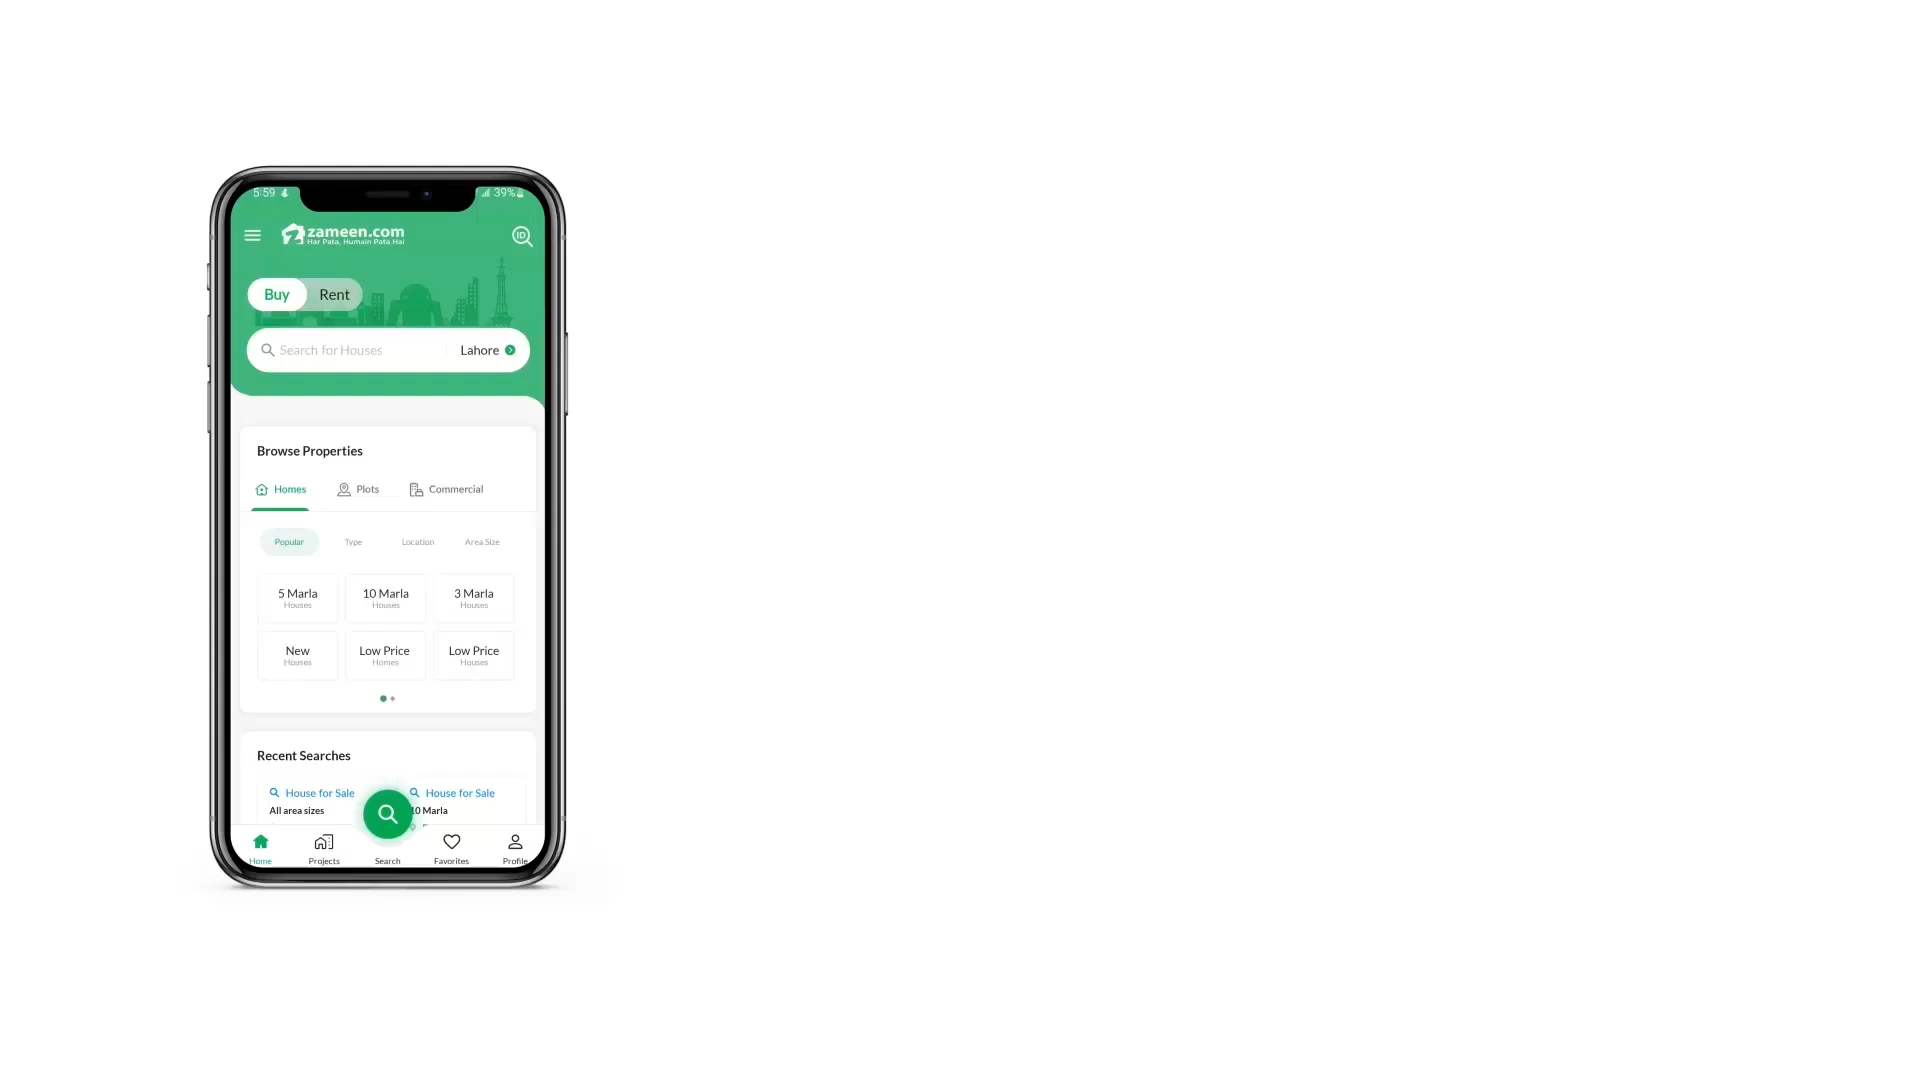 5:59
39%
zameen.com
Har Pata, Humain Pata Hai
ID
Buy Rent
Search for Houses Lahore
Browse Properties
Homes Plots Commercial
Popular Type Location Area Size
5 Marla 10 Marla 3 Marla
Houses Houses Houses
New Low Price Low Price
Houses Homes Houses
Recent Searches
House for Sale House for Sale
All area sizes 10 Marla
Home Projects Search Favorites Profile